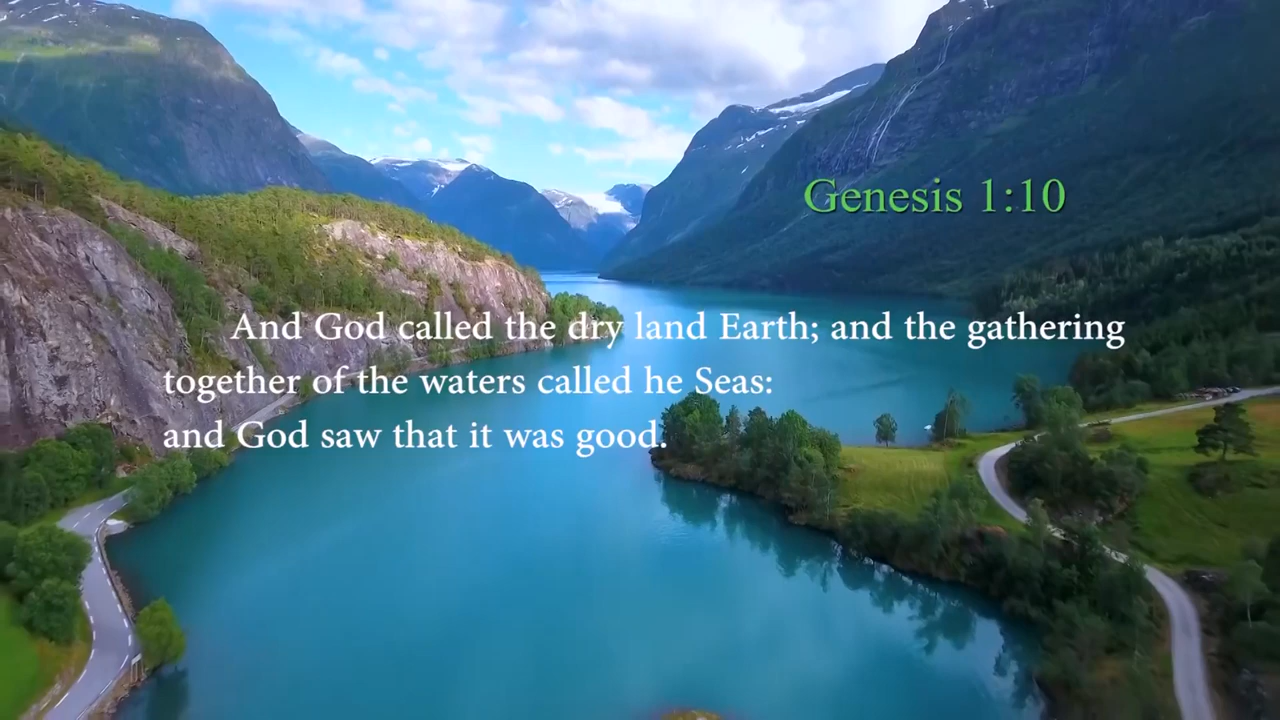 Genesis 1:10
And God called the dry land Earth; and the gathering
together of the waters called he Seas:
and God saw that it was good.